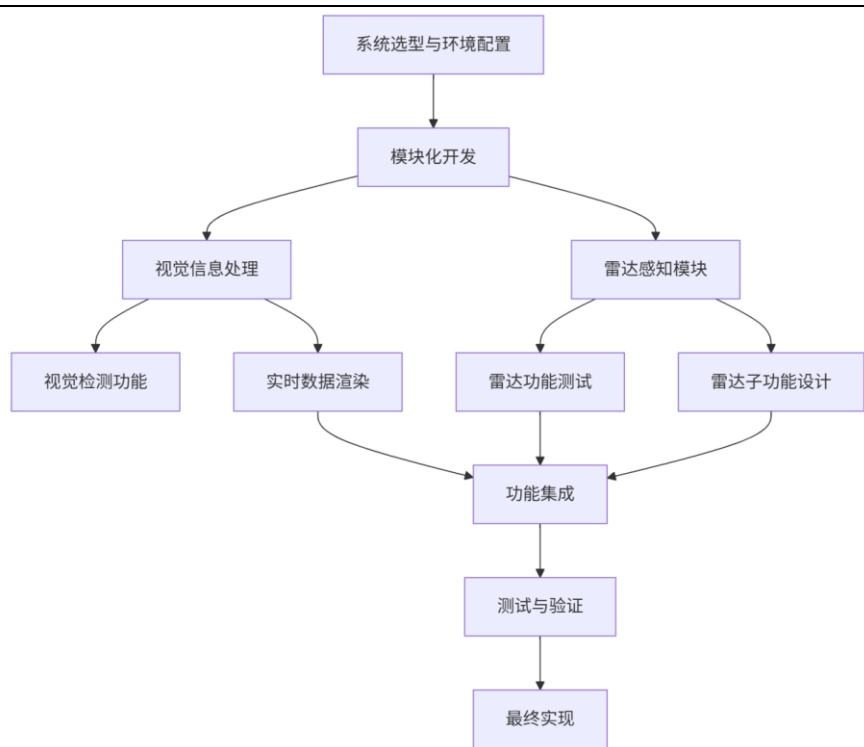 系统选型与环境配置
模块化开发
视觉信息处理
雷达感知模块
视觉检测功能
实时数据渲染
雷达功能测试
雷达子功能设计
功能集成
测试与验证
最终实现